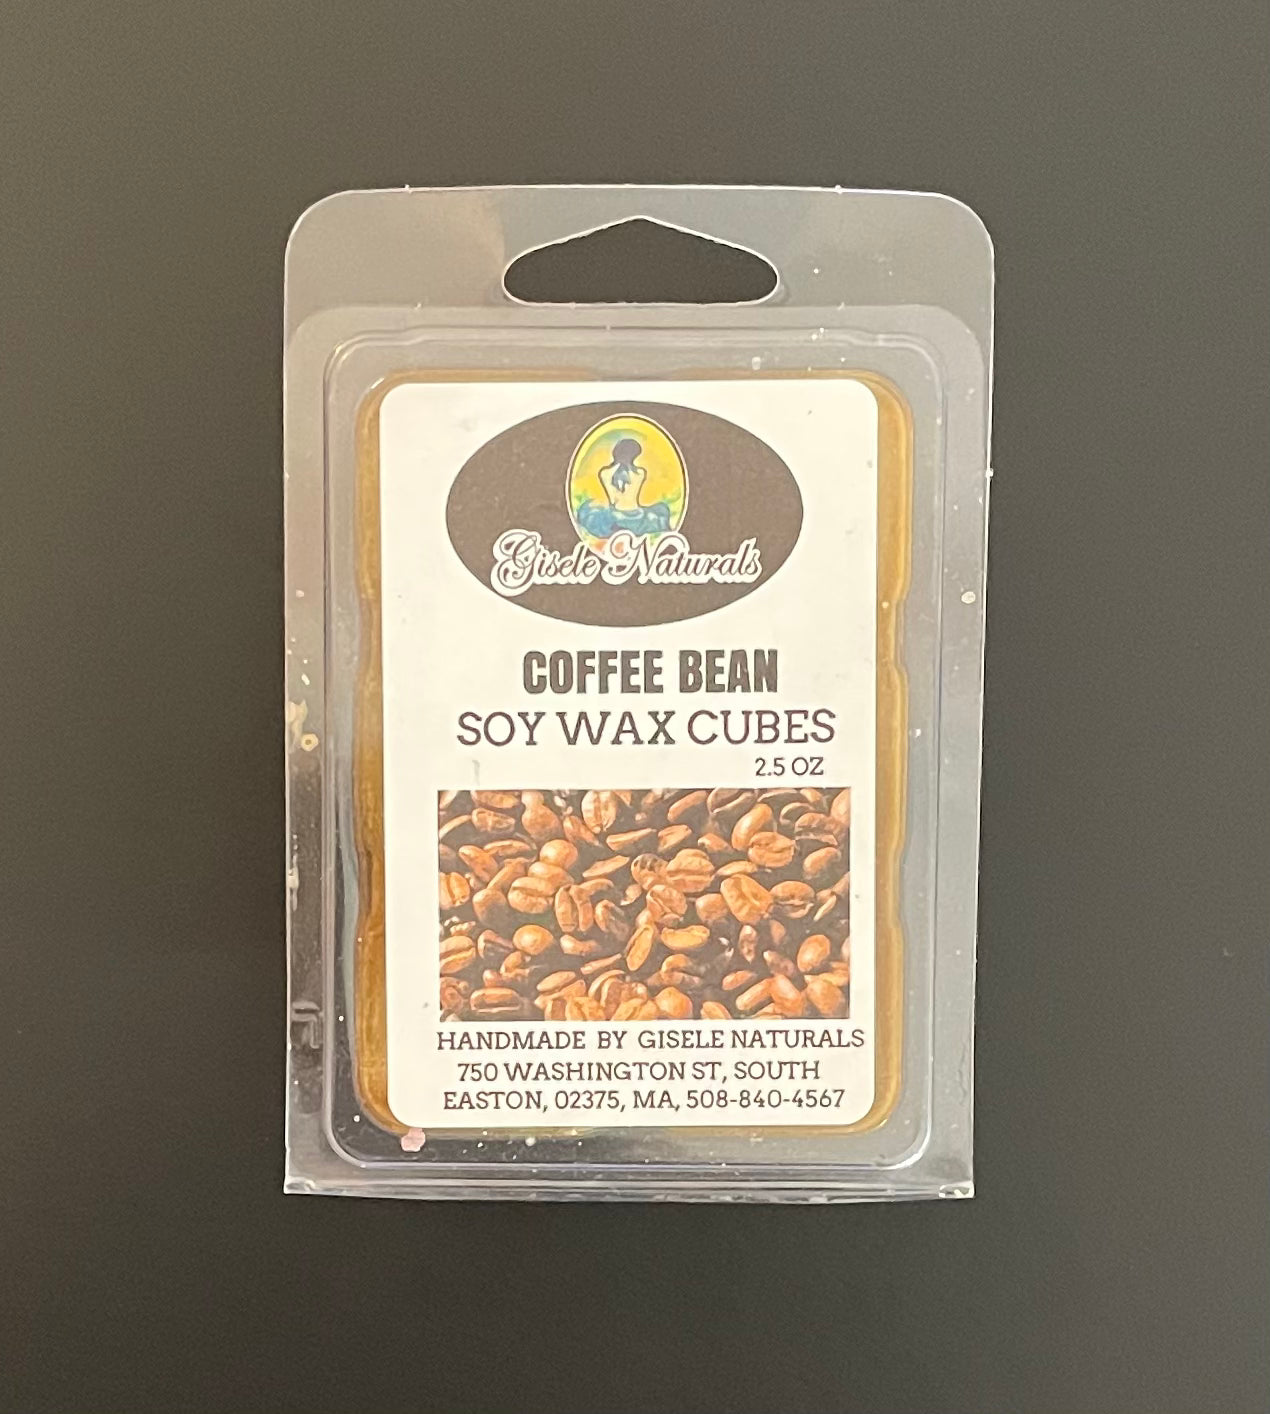 Gisele Naturals
COFFEE BEAN
SOY WAX CUBES
2.5 OZ
HANDMADE BY GISELE NATURALS
750 WASHINGTON ST, SOUTH
EASTON, 02375, MA, 508-840-4567